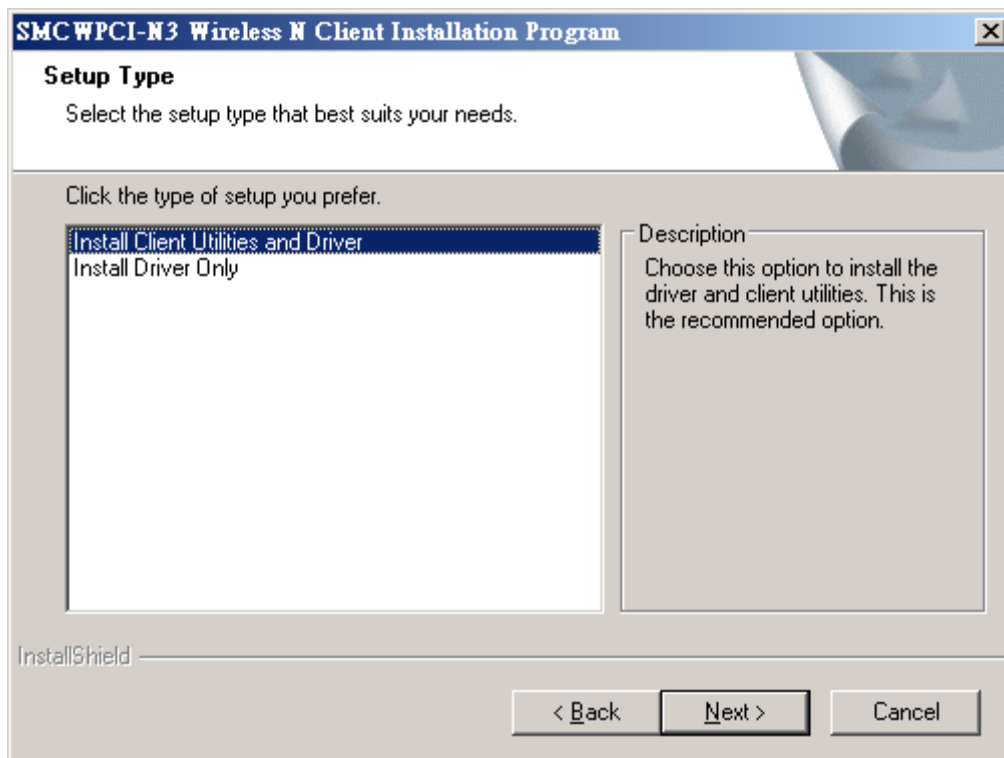 SMCWPCI-N3 Wireless N Client Installation Program
Setup Type
Select the setup type that best suits your needs.
Click the type of setup you prefer.
Install Client Utilities and Driver
Install Driver Only
Description
Choose this option to install the
driver and client utilities. This is
the recommended option.
InstallShield
< Back
Next >
Cancel